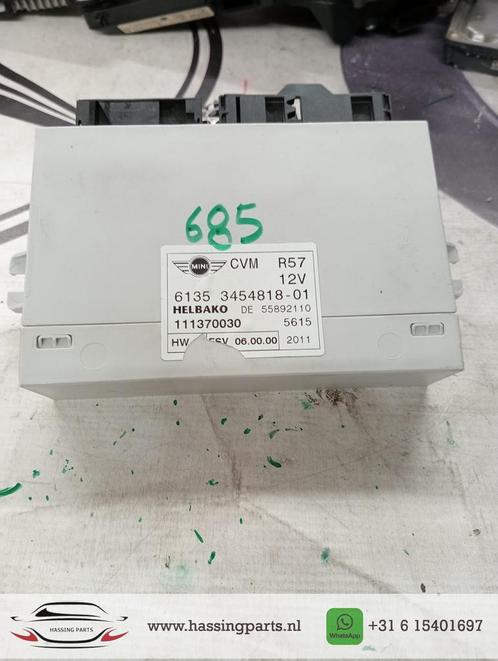 685
MINI CVM R57
12V
6135 3454818-01
HELBAKO DE 55892110
111370030 5615
HW FSV 06.00.00 2011
HASSING PARTS
www.hassingparts.nl
WhatsApp
+31 6 15401697